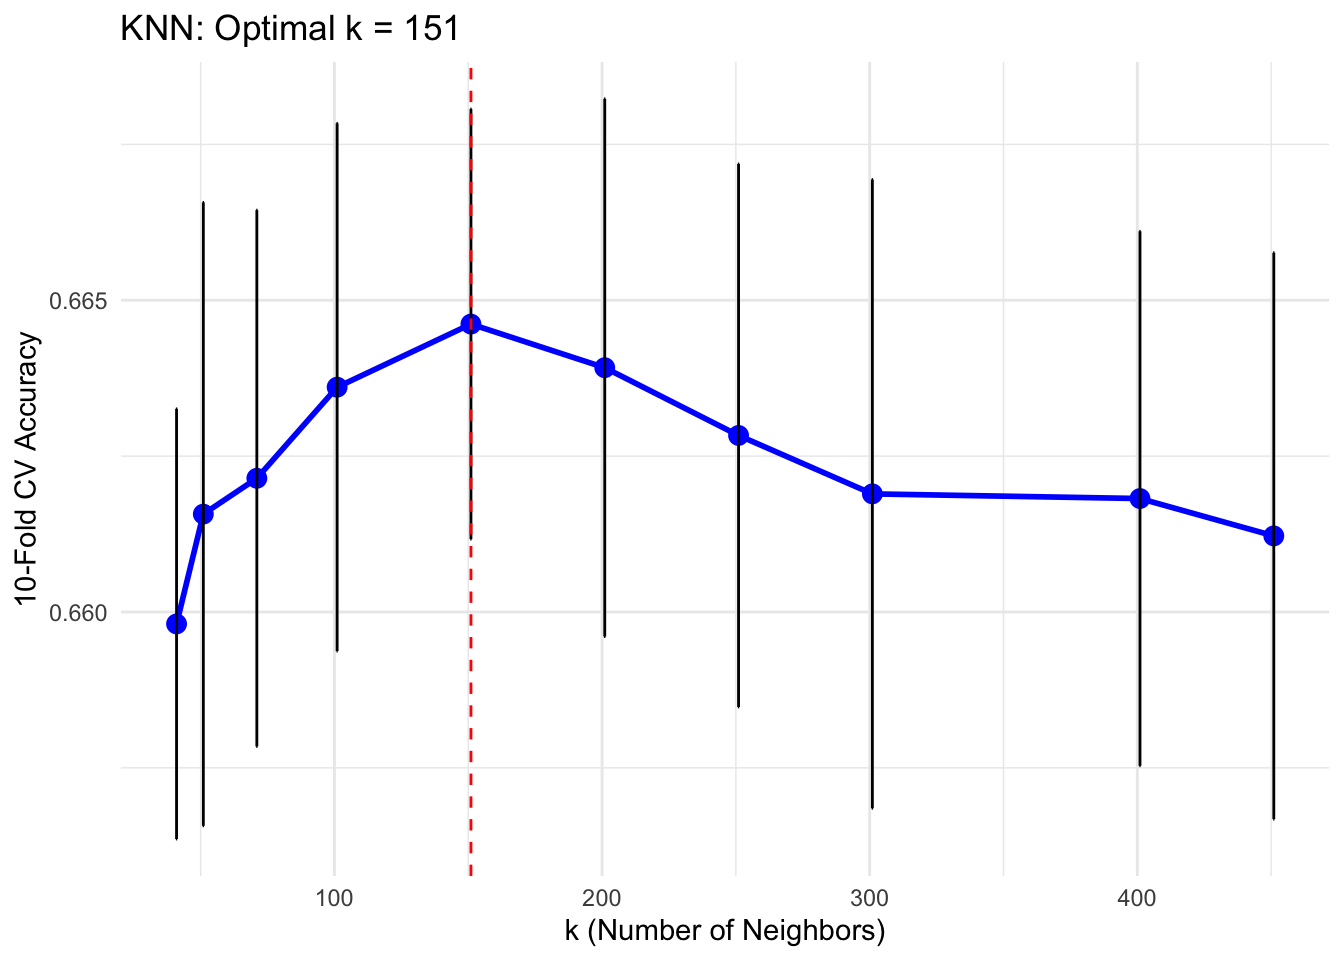 KNN: Optimal k = 151
10-Fold CV Accuracy
0.665
0.660
100
200
300
400
k (Number of Neighbors)